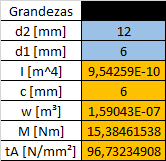 Grandezas
d2 [mm] 12
d1 [mm] 6
I [m^4] 9,54259E-10
c [mm] 6
w [m³] 1,59043E-07
M [Nm] 15,38461538
tA [N/mm²] 96,73234908